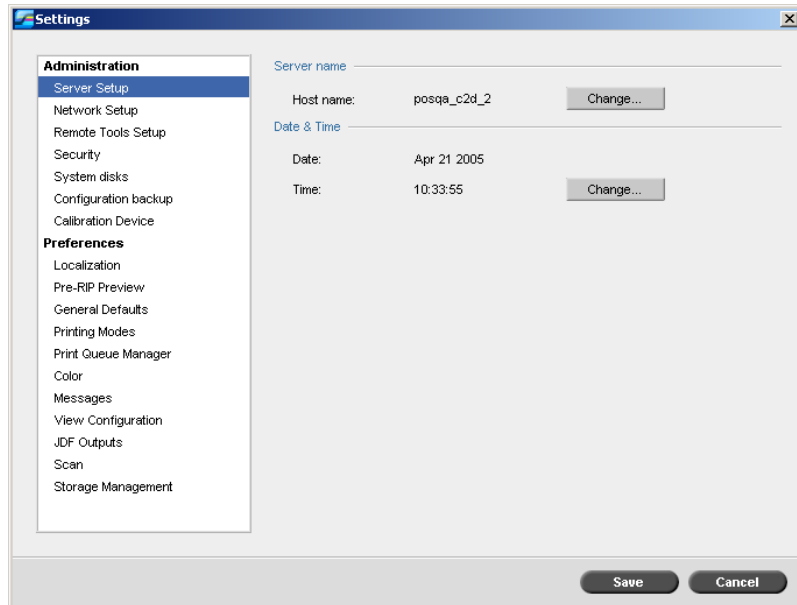 Settings
Administration
Server Setup
Network Setup
Remote Tools Setup
Security
System disks
Configuration backup
Calibration Device
Preferences
Localization
Pre-RIP Preview
General Defaults
Printing Modes
Print Queue Manager
Color
Messages
View Configuration
JDF Outputs
Scan
Storage Management
Server name
Host name: posqa_c2d_2 Change...
Date & Time
Date: Apr 21 2005
Time: 10:33:55 Change...
Save Cancel